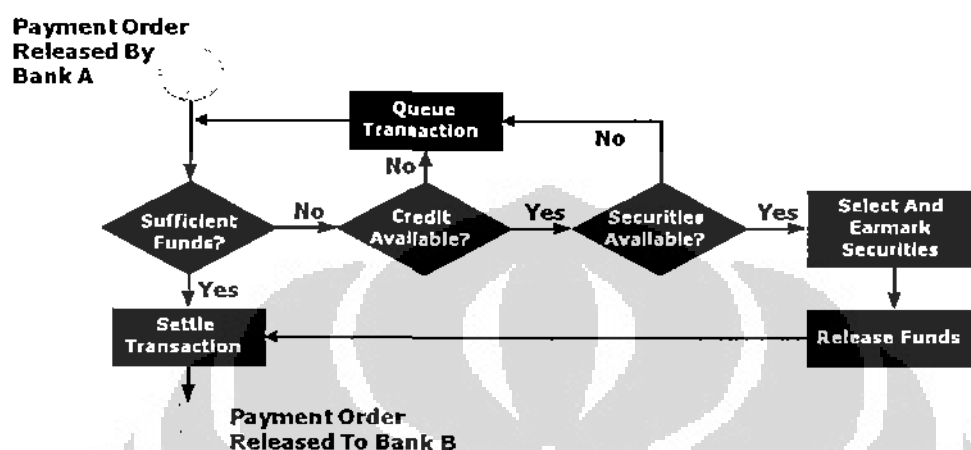 Payment Order
Released By
Bank A
Queue
Transaction
No
No
Sufficient
Funds?
No
Credit
Available?
Yes
Securities
Available?
Yes
Select And
Earmark
Securities
Yes
Settle
Transaction
Release Funds
Payment Order
Released To Bank B